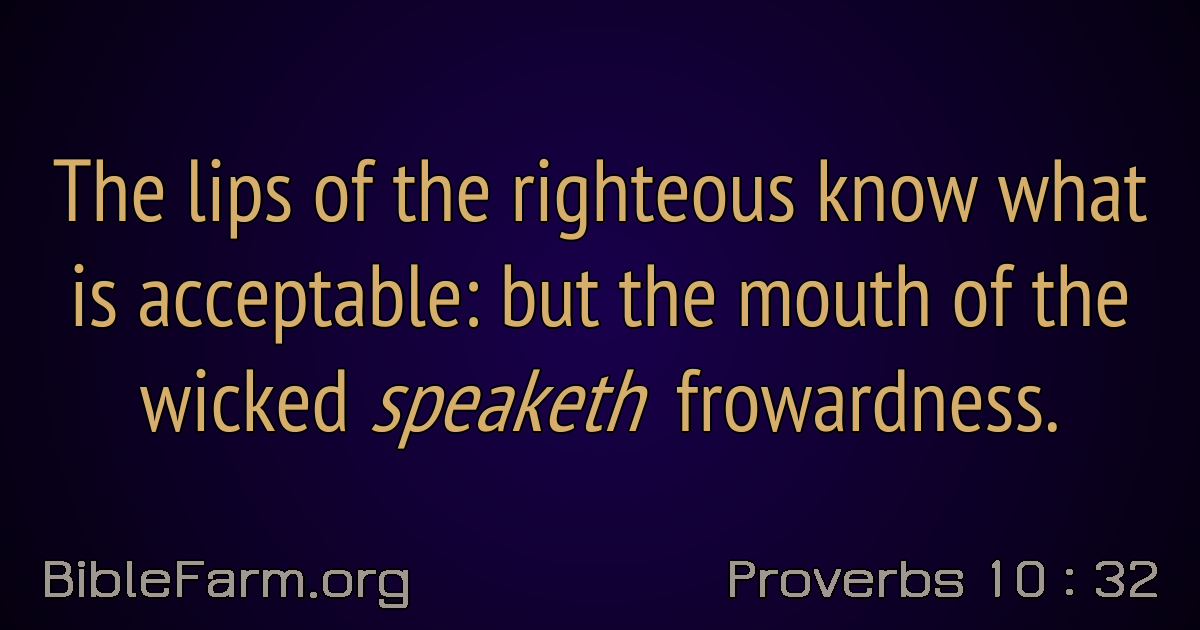 The lips of the righteous know what
is acceptable: but the mouth of the
wicked speaketh frowardness.
BibleFarm.org
Proverbs 10 : 32